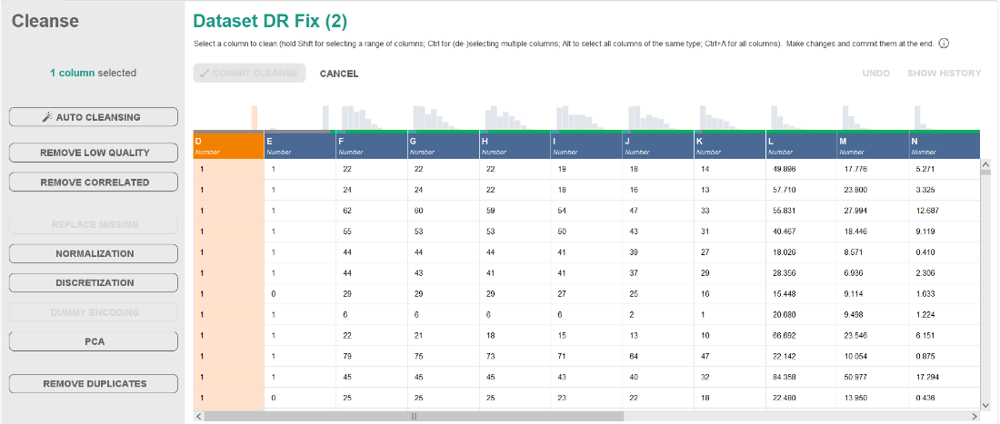 Cleanse
Dataset DR Fix (2)
Select a column to clean (hold Shift for selecting a range of columns; Ctrl for (de-)selecting multiple columns; Alt to select all columns of the same type; Ctrl+A for all columns). Make changes and commit them at the end.
1 column selected
COMMIT CLEANSE CANCEL UNDO SHOW HISTORY
AUTO CLEANSING
REMOVE LOW QUALITY
REMOVE CORRELATED
REPLACE MISSING
NORMALIZATION
DISCRETIZATION
DUMMY ENCODING
PCA
REMOVE DUPLICATES
D E F G H I J K L M N
Number Number Number Number Number Number Number Number Number Number Number
1 1 22 22 22 19 18 14 49.896 17.776 5.271
1 1 24 24 22 18 16 13 57.710 23.800 3.325
1 1 62 60 59 54 47 33 55.831 27.994 12.687
1 1 55 53 53 50 43 31 40.467 18.446 9.119
1 1 44 44 44 41 39 27 18.026 8.571 0.410
1 1 44 43 41 41 37 29 28.356 6.936 2.306
1 0 29 29 29 27 25 16 15.448 9.114 1.633
1 1 6 6 6 6 2 1 20.680 9.498 1.224
1 1 22 21 18 15 13 10 66.692 23.546 6.151
1 1 79 75 73 71 64 47 22.142 10.054 0.875
1 1 45 45 45 43 40 32 84.358 50.977 17.294
1 0 25 25 25 23 22 18 22.480 13.950 0.436